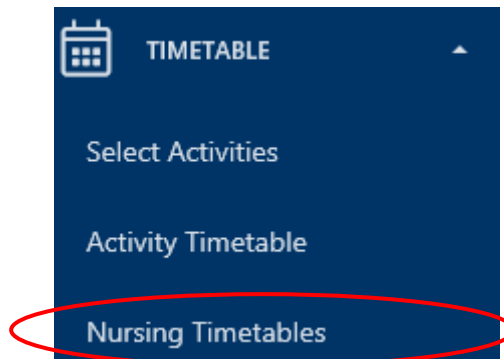 TIMETABLE
Select Activities
Activity Timetable
Nursing Timetables